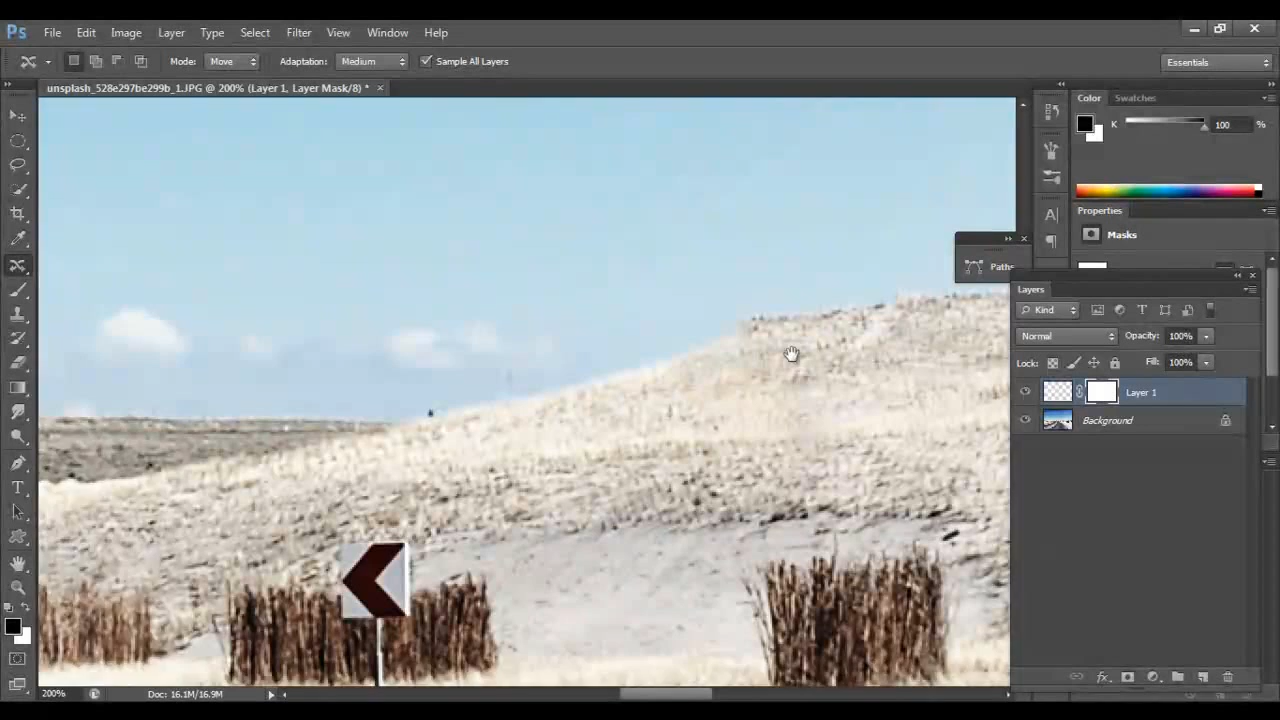 Ps File Edit Image Layer Type Select Filter View Window Help
Mode: Move Adaptation: Medium Sample All Layers Essentials
unsplash_528e297be299b_1.JPG @ 200% (Layer 1, Layer Mask/8) * ×
Color Swatches
K 100 %
Properties
Masks
Paths
Layers
Kind
Normal Opacity: 100%
Lock: Fill: 100%
Layer 1
Background
200% Doc: 16.1M/16.9M